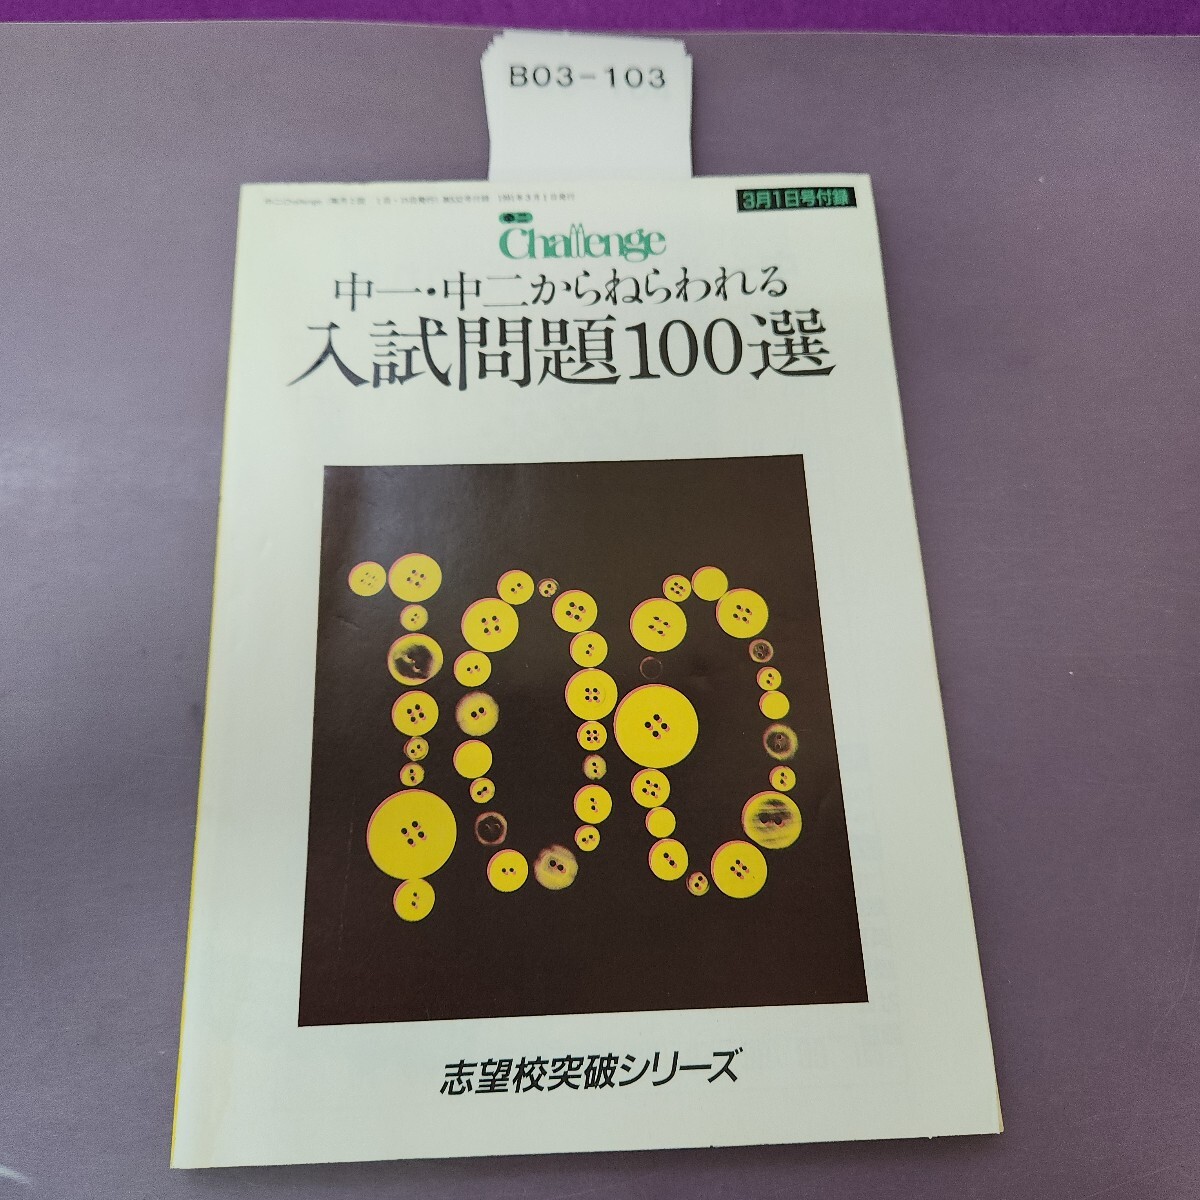 B03-103
3月1日号付録
中二
Challenge
中一・中二からねらわれる
入試問題100選
志望校突破シリーズ